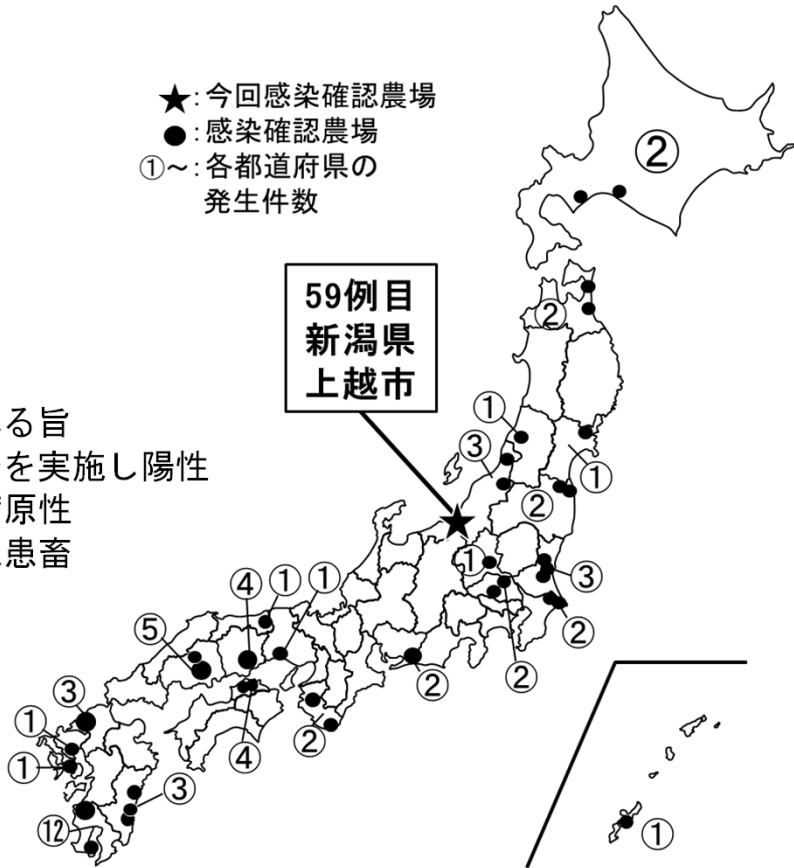 ★：今回感染確認農場
●：感染確認農場
①～：各都道府県の
発生件数
②
59例目
新潟県
上越市
②
る旨
を実施し陽性
原性
患畜
①
③
①
②
①
③
②
②
②
④
①
①
⑤
③
①
①
④
②
③
⑫
①